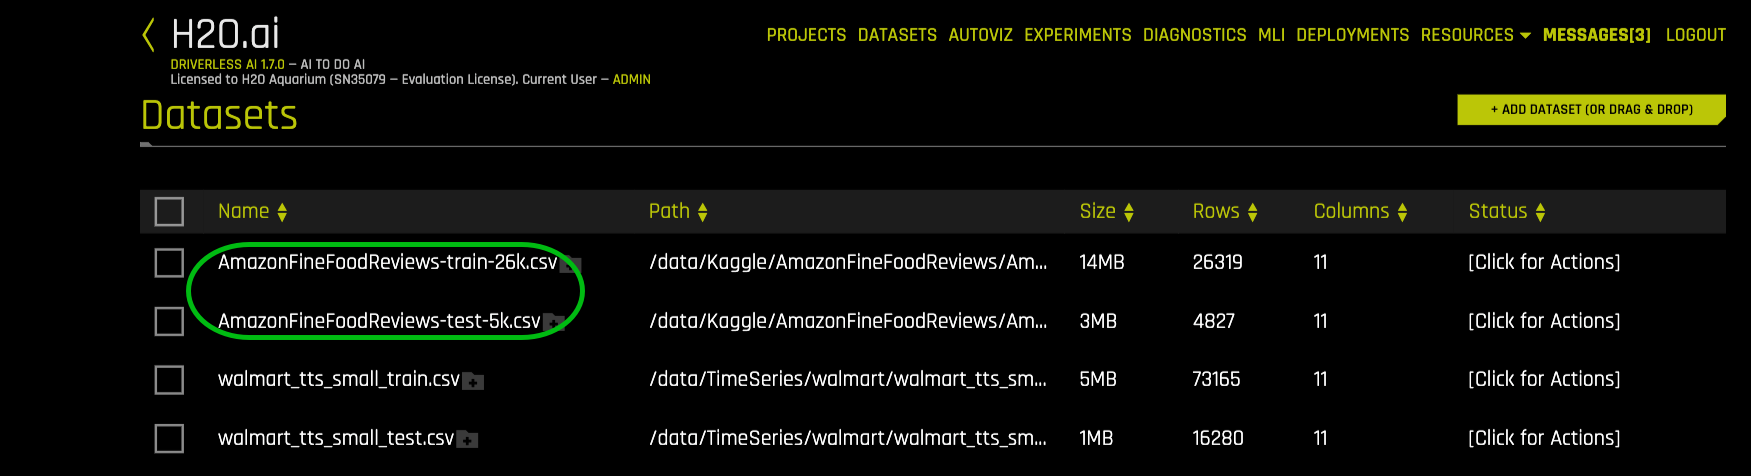 H2O.ai
PROJECTS DATASETS AUTOVIZ EXPERIMENTS DIAGNOSTICS MLI DEPLOYMENTS RESOURCES MESSAGES[3] LOGOUT
DRIVERLESS AI 1.7.0 – AI TO DO AI
Licensed to H2O Aquarium (SN35079 – Evaluation License). Current User – ADMIN
Datasets
+ ADD DATASET (OR DRAG & DROP)
Name Path Size Rows Columns Status
AmazonFineFoodReviews-train-26k.csv /data/Kaggle/AmazonFineFoodReviews/Am... 14MB 26319 11 [Click for Actions]
AmazonFineFoodReviews-test-5k.csv /data/Kaggle/AmazonFineFoodReviews/Am... 3MB 4827 11 [Click for Actions]
walmart_tts_small_train.csv /data/TimeSeries/walmart/walmart_tts_sm... 5MB 73165 11 [Click for Actions]
walmart_tts_small_test.csv /data/TimeSeries/walmart/walmart_tts_sm... 1MB 16280 11 [Click for Actions]